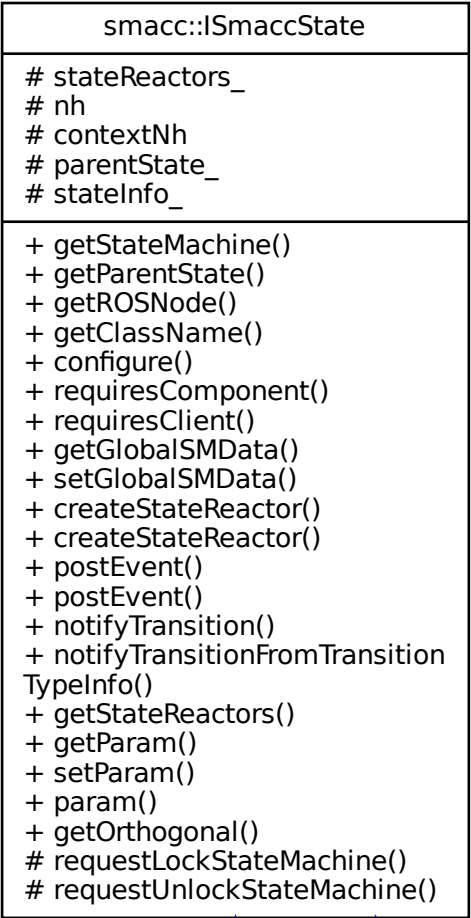 smacc::ISmaccState
# stateReactors_
# nh
# contextNh
# parentState_
# stateInfo_
+ getStateMachine()
+ getParentState()
+ getROSNode()
+ getClassName()
+ configure()
+ requiresComponent()
+ requiresClient()
+ getGlobalSMData()
+ setGlobalSMData()
+ createStateReactor()
+ createStateReactor()
+ postEvent()
+ postEvent()
+ notifyTransition()
+ notifyTransitionFromTransition
TypeInfo()
+ getStateReactors()
+ getParam()
+ setParam()
+ param()
+ getOrthogonal()
# requestLockStateMachine()
# requestUnlockStateMachine()